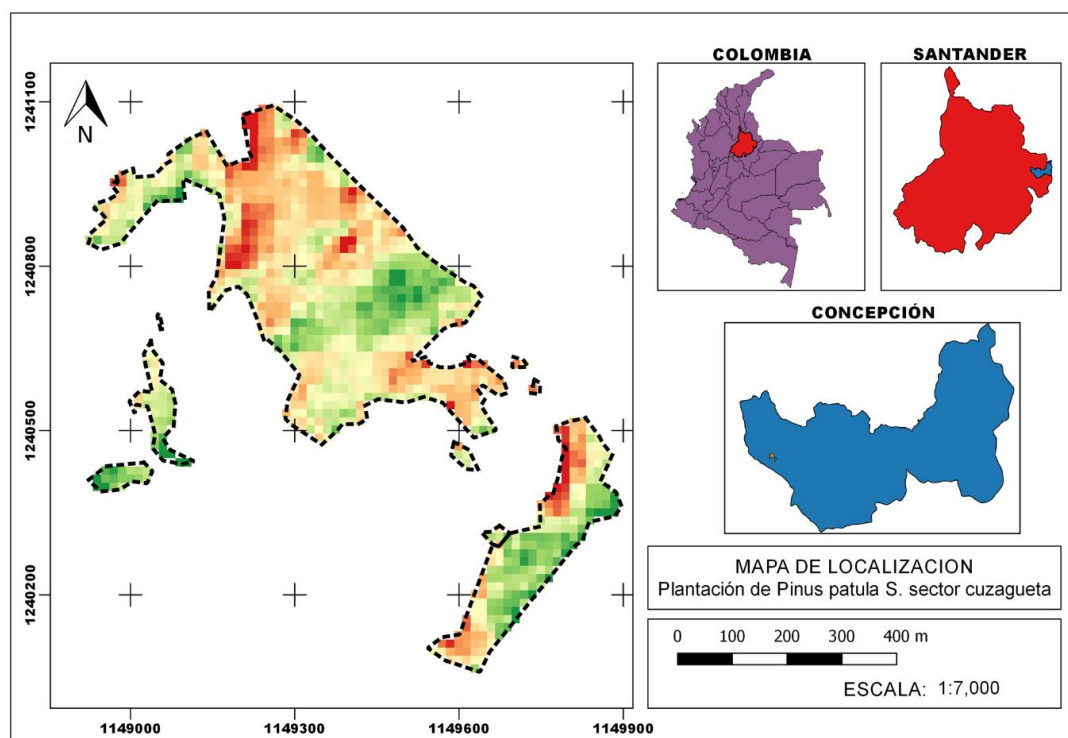 COLOMBIA
SANTANDER
1241100
1240800
1240500
1240200
N
1149000
1149300
1149600
1149900
CONCEPCIÓN
MAPA DE LOCALIZACION
Plantación de Pinus patula S. sector cuzagueta
0 100 200 300 400 m
ESCALA: 1:7,000